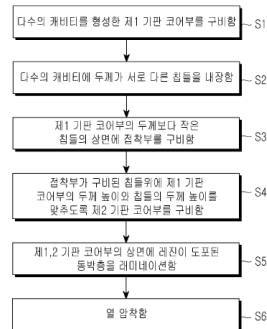 다수의 캐비티를 형성한 제1 기판 코어부를 구비함
S1
다수의 캐비티에 두께가 서로 다른 칩들을 내장함
S2
제1 기판 코어부의 두께보다 작은
칩들의 상면에 접착부를 구비함
S3
접착부가 구비된 칩들위에 제1 기판
코어부의 두께 높이와 칩들의 두께 높이를
맞추도록 제2 기판 코어부를 구비함
S4
제1,2 기판 코어부의 상면에 레진이 도포된
동박층을 래미네이션함
S5
열 압착함
S6